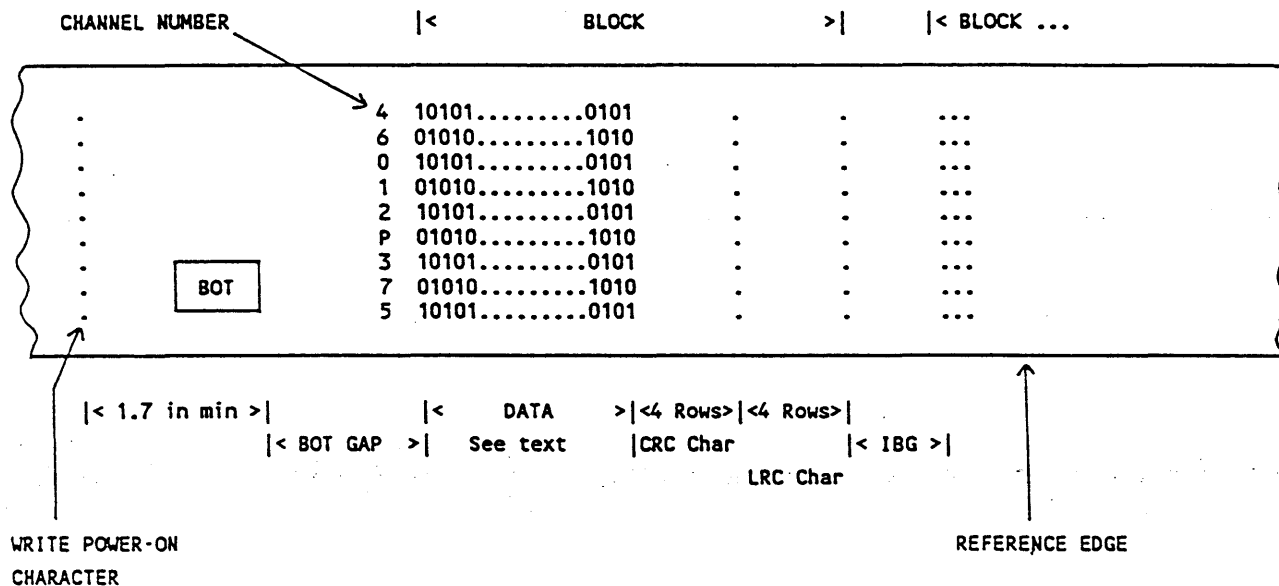 CHANNEL NUMBER |< BLOCK >| |< BLOCK ...
. 4 10101.........0101 . . ...
. 6 01010.........1010 . . ...
. 0 10101.........0101 . . ...
. 1 01010.........1010 . . ...
. 2 10101.........0101 . . ...
. P 01010.........1010 . . ...
. 3 10101.........0101 . . ...
. BOT 7 01010.........1010 . . ...
. 5 10101.........0101 . . ...
|< 1.7 in min >| |< DATA >|<4 Rows>|<4 Rows>|
|< BOT GAP >| See text |CRC Char |< IBG >|
LRC Char
WRITE POWER-ON REFERENCE EDGE
CHARACTER